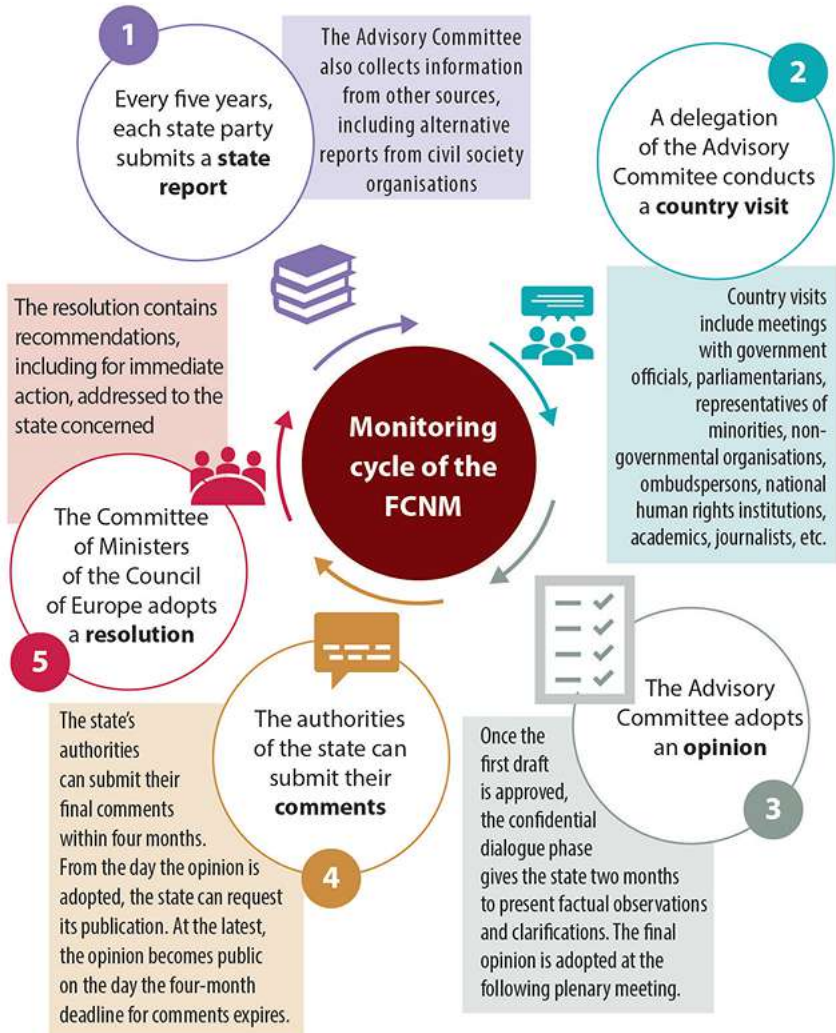 1
Every five years,
each state party
submits a state
report
The Advisory Committee
also collects information
from other sources,
including alternative
reports from civil society
organisations
2
A delegation
of the Advisory
Commitee conducts
a country visit
Country visits
include meetings
with government
officials, parliamentarians,
representatives of
minorities, non-
governmental organisations,
ombudspersons, national
human rights institutions,
academics, journalists, etc.
Monitoring
cycle of the
FCNM
3
The Advisory
Committee adopts
an opinion
Once the
first draft
is approved,
the confidential
dialogue phase
gives the state two months
to present factual observations
and clarifications. The final
opinion is adopted at the
following plenary meeting.
4
The authorities
of the state can
submit their
comments
The state's
authorities
can submit their
final comments
within four months.
From the day the opinion is
adopted, the state can request
its publication. At the latest,
the opinion becomes public
on the day the four-month
deadline for comments expires.
5
The Committee
of Ministers
of the Council
of Europe adopts
a resolution
The resolution contains
recommendations,
including for immediate
action, addressed to the
state concerned